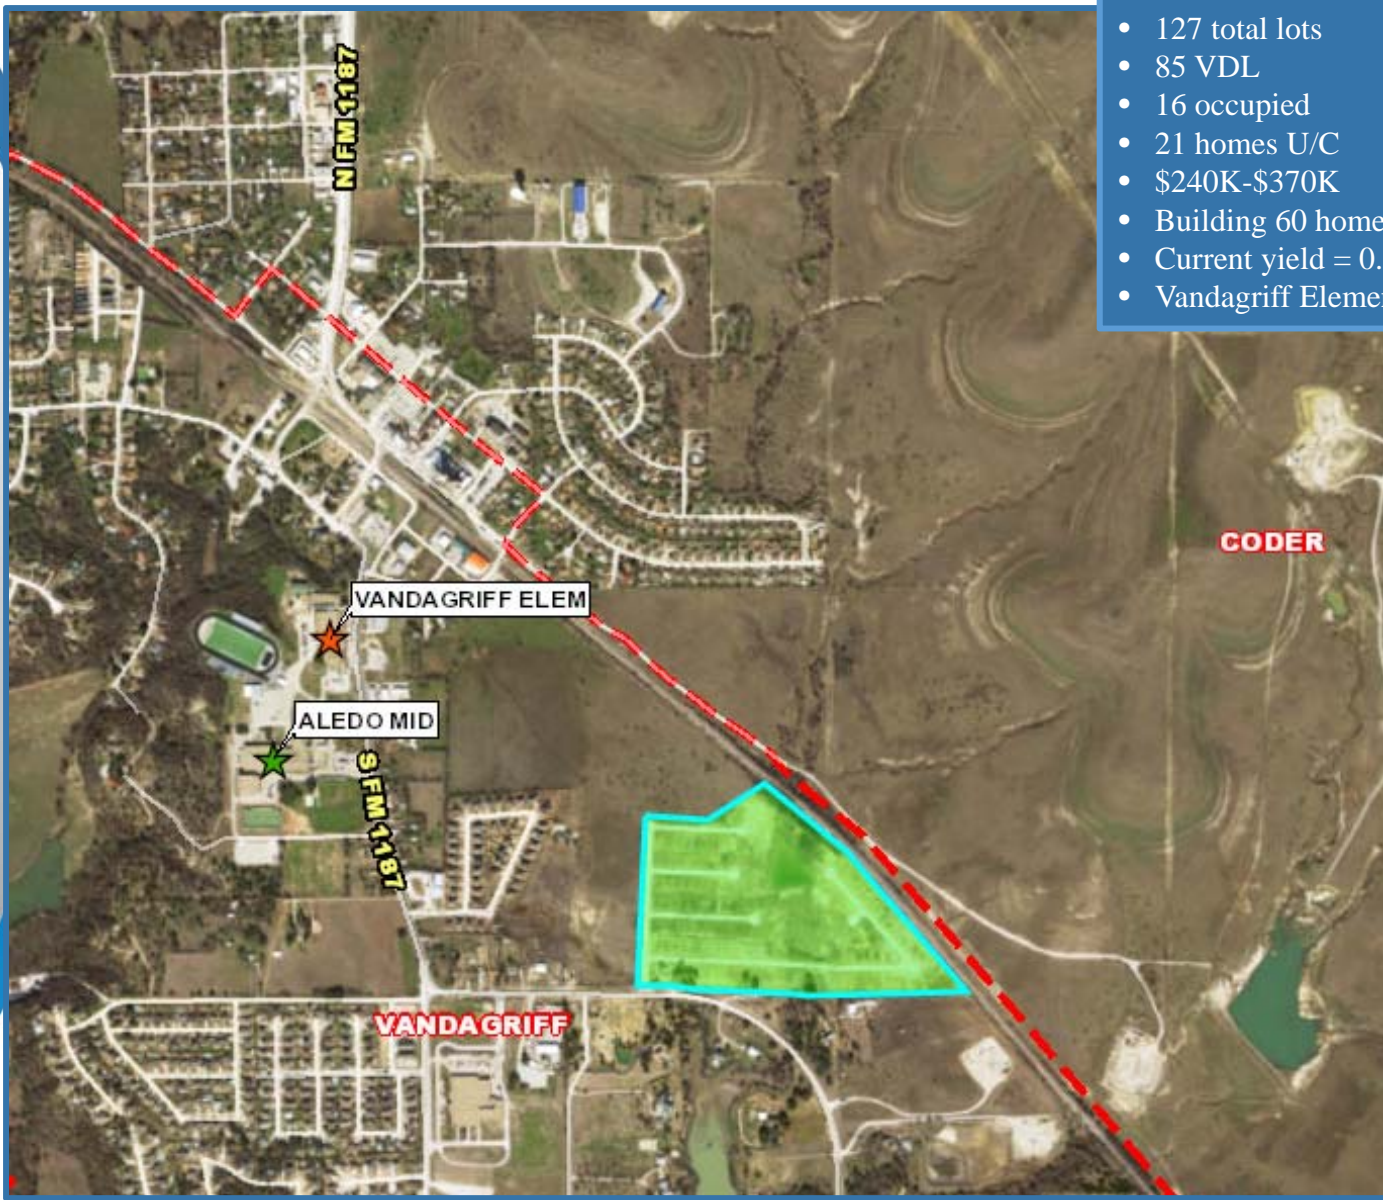 • 127 total lots
• 85 VDL
• 16 occupied
• 21 homes U/C
• $240K-$370K
• Building 60 home
• Current yield = 0.
• Vandagriff Eleme
N FM 1187
CODER
VANDAGRIFF ELEM
ALEDO MID
S FM 1187
VANDAGRIFF